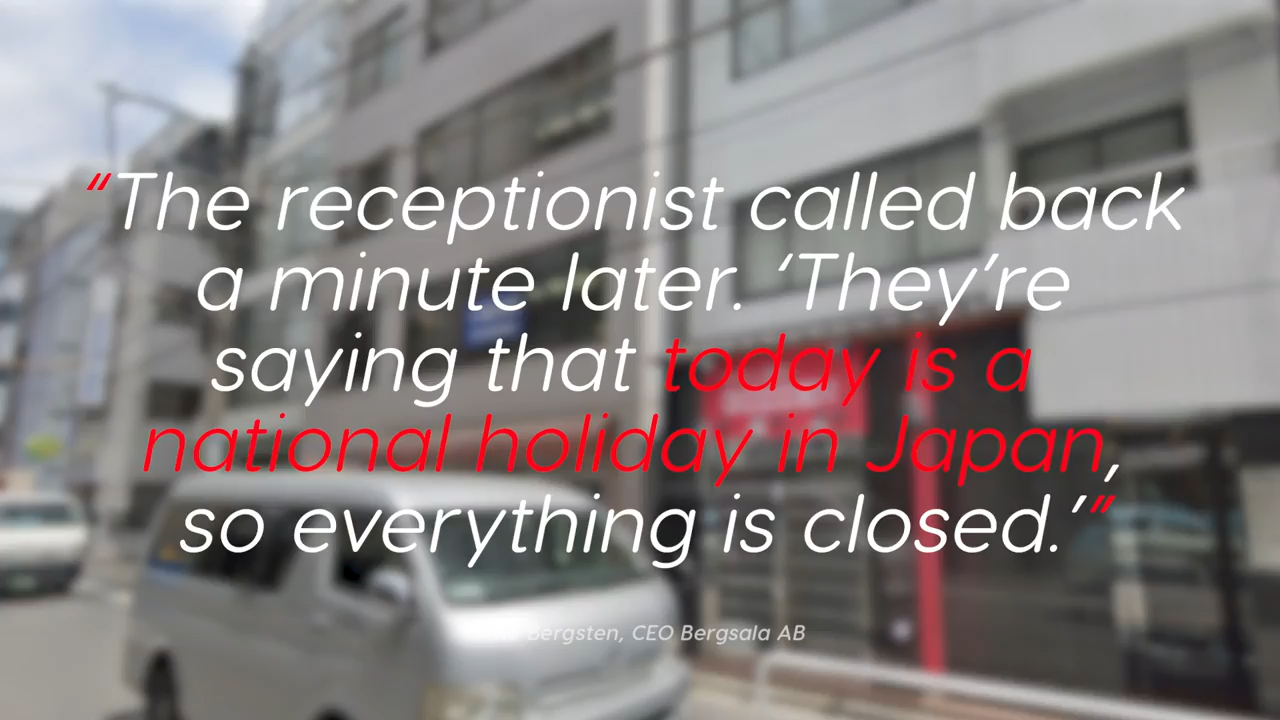 “The receptionist called back
a minute later. ‘They’re
saying that today is a
national holiday in Japan,
so everything is closed.’”
Bergsten, CEO Bergsala AB